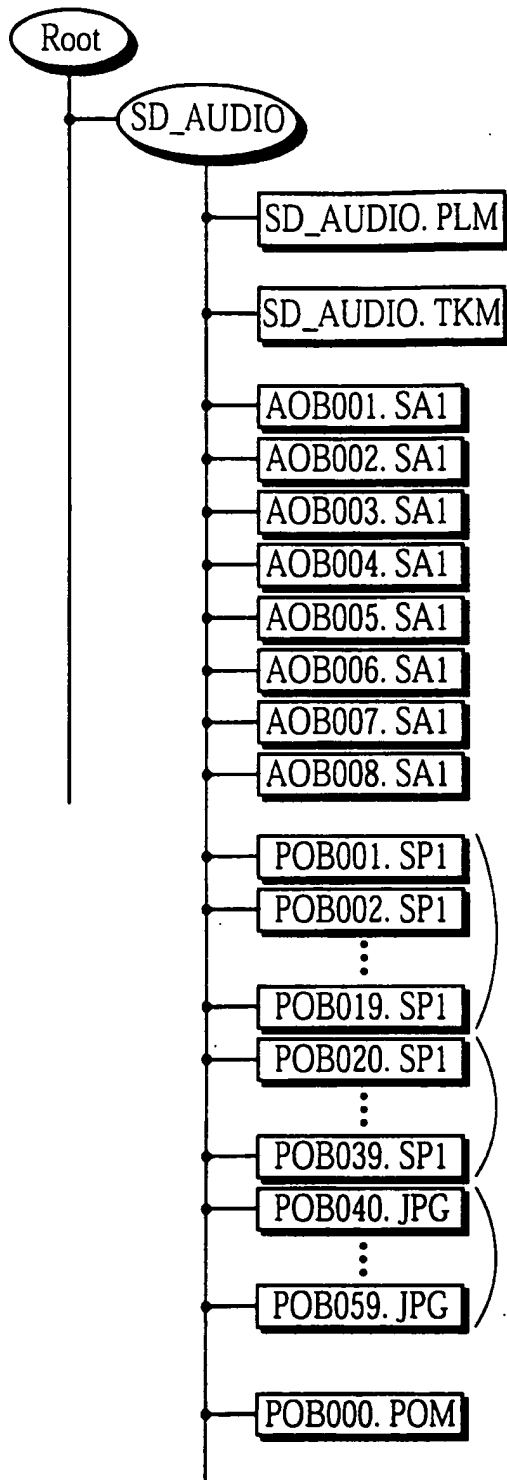 Root
SD_AUDIO
SD_AUDIO. PLM
SD_AUDIO. TKM
AOB001. SA1
AOB002. SA1
AOB003. SA1
AOB004. SA1
AOB005. SA1
AOB006. SA1
AOB007. SA1
AOB008. SA1
POB001. SP1
POB002. SP1
POB019. SP1
POB020. SP1
POB039. SP1
POB040. JPG
POB059. JPG
POB000. POM